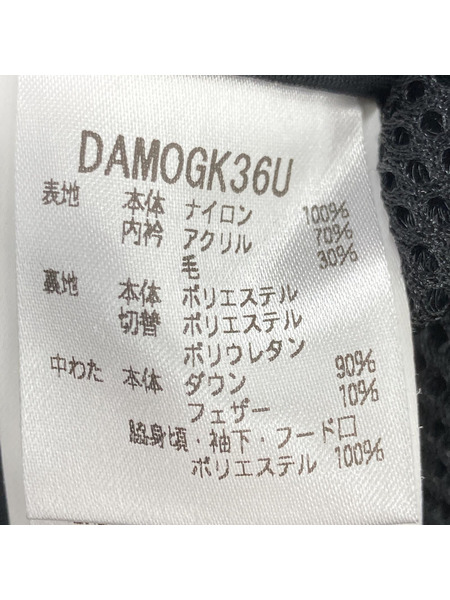 DAMOGK36U
表地 本体 ナイロン 100%
内衿 アクリル 70%
毛 30%
裏地 本体 ポリエステル
切替 ポリエステル
ポリウレタン
中わた 本体 ダウン 90%
フェザー 10%
脇身頃・袖下・フード口
ポリエステル 100%